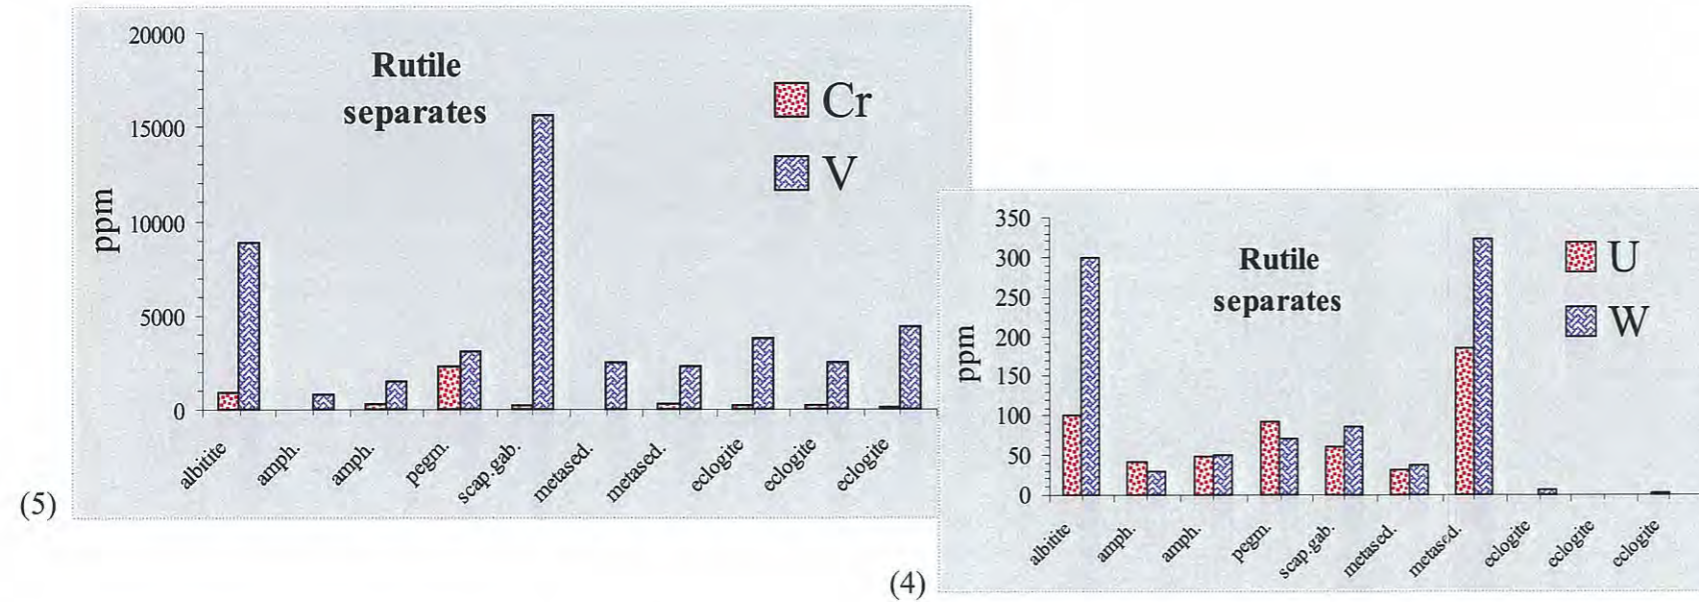 20000
15000
10000
5000
0
ppm
Rutile
separates
Cr
V
albitite
amph.
amph.
pegm.
scap.gab.
metased.
metased.
eclogite
eclogite
eclogite
(5)
350
300
250
200
150
100
50
0
ppm
Rutile
separates
U
W
albitite
amph.
amph.
pegm.
scap.gab.
metased.
metased.
eclogite
eclogite
eclogite
(4)